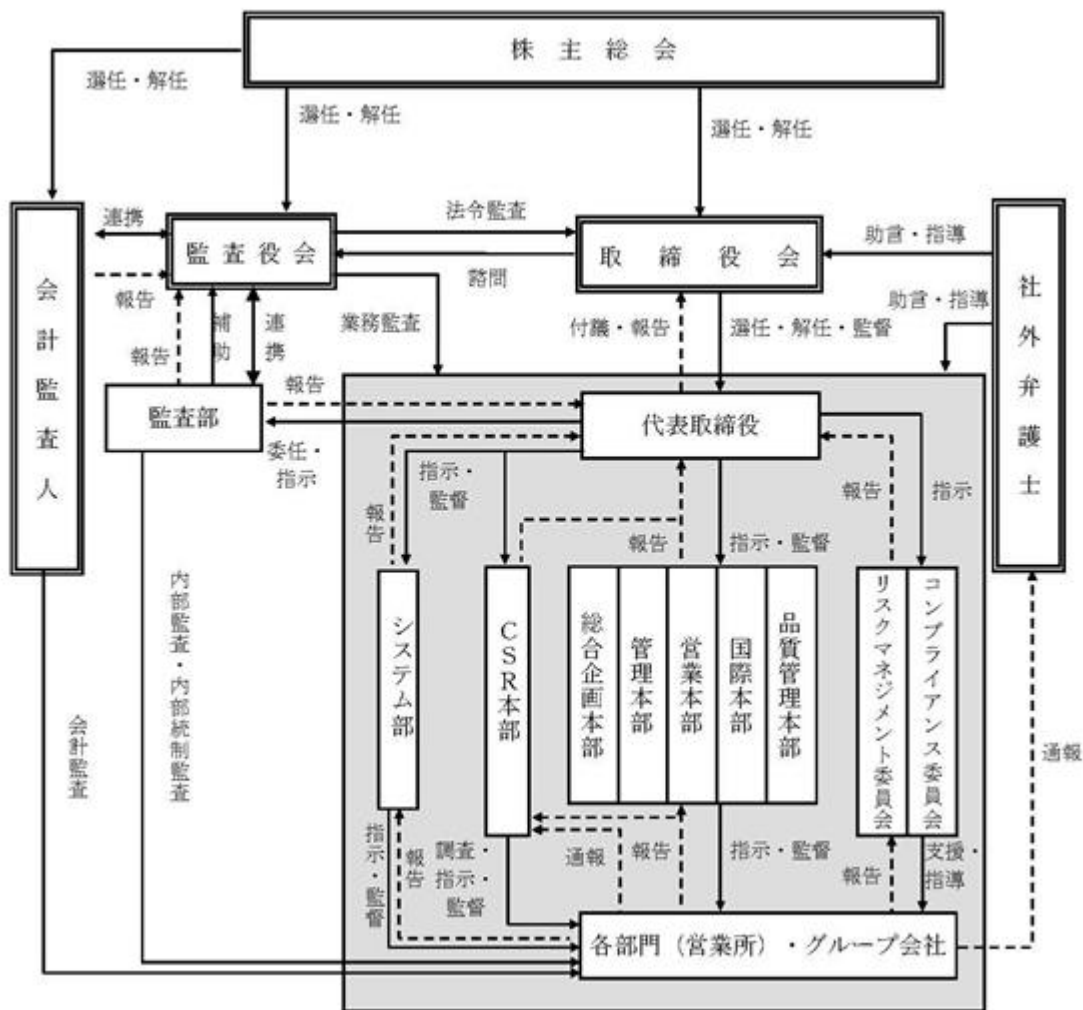 株主総会
選任・解任
選任・解任
選任・解任
連携
法令監査
監査役会
取締役会
助言・指導
諮問
報告
助言・指導
会計監査人
社外弁護士
補助
連携
業務監査
付議・報告
選任・解任・監督
報告
報告
監査部
代表取締役
委任・
指示
指示・
監督
報告
報告
指示
報告
指示・監督
システム部
CSR本部
総合企画本部
管理本部
営業本部
国際本部
品質管理本部
リスクマネジメント委員会
コンプライアンス委員会
内部監査・内部統制監査
会計監査
通報
指示・監督
報告
調査・
指示・
監督
通報
報告
指示・監督
報告
支援・
指導
各部門（営業所）・グループ会社